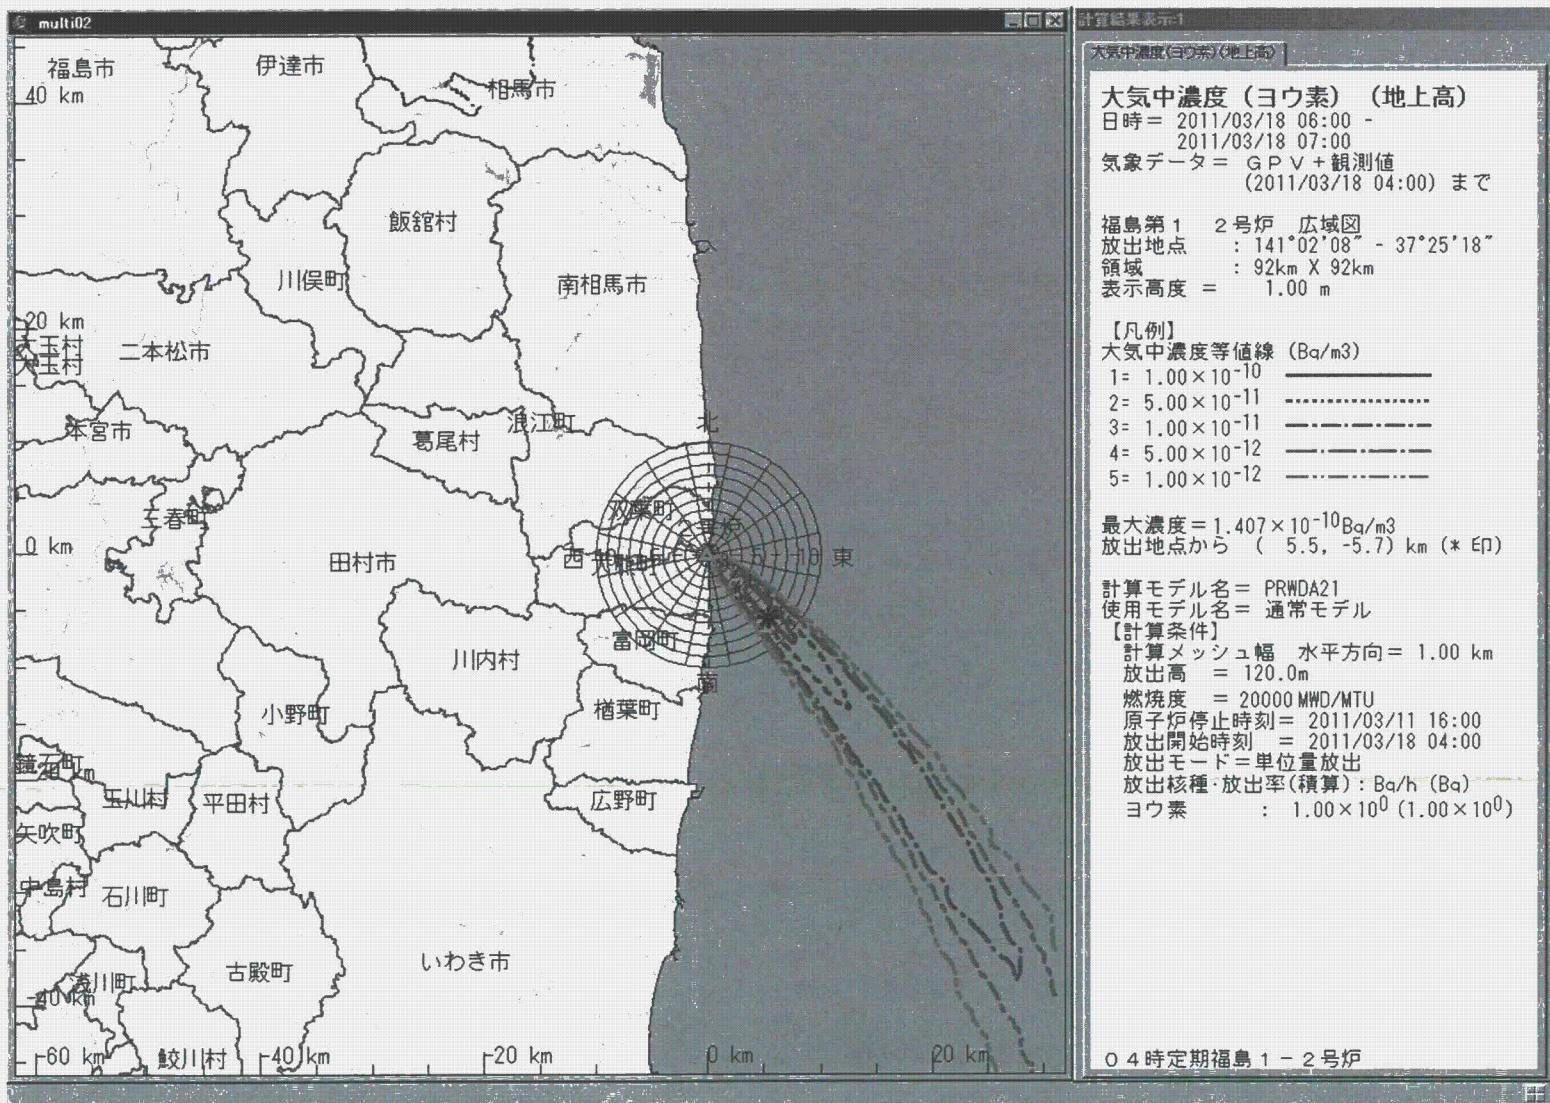 multi02
福島市
伊達市
相馬市
40 km
飯舘村
川俣町
南相馬市
20 km
大玉村
大玉村
二本松市
本宮市
葛尾村
浪江町
北
三春町
双葉町
0 km
田村市
西
10
東
富岡町
川内村
南
小野町
楢葉町
鏡石町
玉川村
平田村
広野町
矢吹町
中島村
石川町
浅川町
古殿町
いわき市
-40 km
-60 km
鮫川村
-40 km
-20 km
0 km
20 km
計算結果表示:1
大気中濃度(ヨウ素)(地上高)
大気中濃度(ヨウ素) (地上高)
日時= 2011/03/18 06:00 -
2011/03/18 07:00
気象データ= GPV+観測値
(2011/03/18 04:00) まで
福島第1 2号炉 広域図
放出地点 : 141°02'08" - 37°25'18"
領域 : 92km X 92km
表示高度 = 1.00 m
【凡例】
大気中濃度等値線 (Bq/m3)
1= 1.00×10⁻¹⁰
2= 5.00×10⁻¹¹
3= 1.00×10⁻¹¹
4= 5.00×10⁻¹²
5= 1.00×10⁻¹²
最大濃度=1.407×10⁻¹⁰Bq/m3
放出地点から ( 5.5, -5.7) km (* 印)
計算モデル名= PRWDA21
使用モデル名= 通常モデル
【計算条件】
計算メッシュ幅 水平方向= 1.00 km
放出高 = 120.0m
燃焼度 = 20000MWD/MTU
原子炉停止時刻= 2011/03/11 16:00
放出開始時刻 = 2011/03/18 04:00
放出モード=単位量放出
放出核種・放出率(積算):Bq/h (Bq)
ヨウ素 : 1.00×10⁰ (1.00×10⁰)
04時定期福島1-2号炉